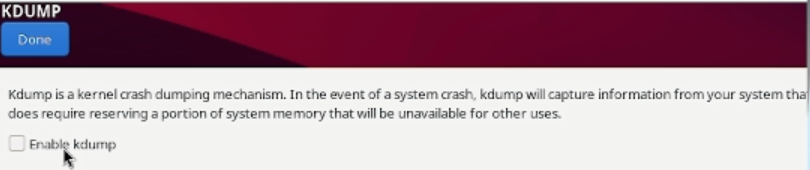 KDUMP
Done
Kdump is a kernel crash dumping mechanism. In the event of a system crash, kdump will capture information from your system that
does require reserving a portion of system memory that will be unavailable for other uses.
Enable kdump